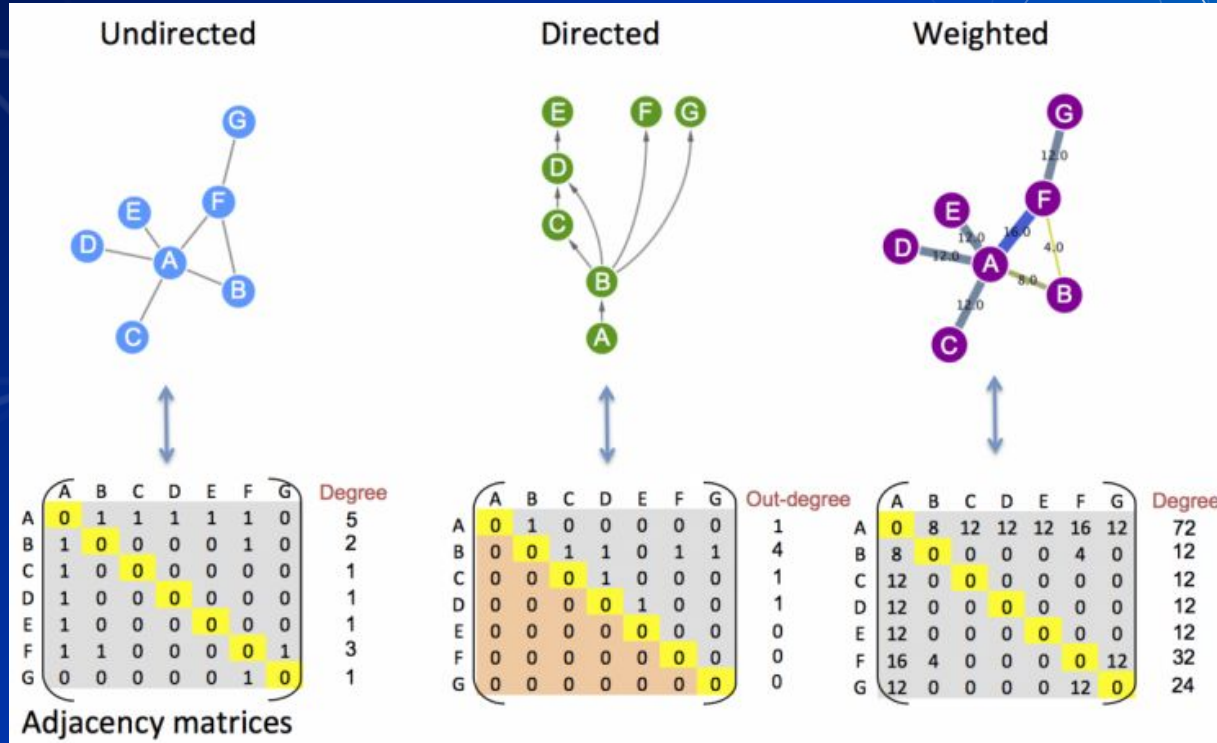 Undirected
Directed
Weighted
G
F
E
D
A
B
C
E
F
G
D
C
B
A
G
12.0
F
E
16.0
4.0
12.0
D
12.0
A
8.0
B
12.0
C
A B C D E F G Degree
A 0 1 1 1 1 1 0 5
B 1 0 0 0 0 1 0 2
C 1 0 0 0 0 0 0 1
D 1 0 0 0 0 0 0 1
E 1 0 0 0 0 0 0 1
F 1 1 0 0 0 0 1 3
G 0 0 0 0 0 1 0 1
A B C D E F G Out-degree
A 0 1 0 0 0 0 0 1
B 0 0 1 1 0 1 1 4
C 0 0 0 1 0 0 0 1
D 0 0 0 0 1 0 0 1
E 0 0 0 0 0 0 0 0
F 0 0 0 0 0 0 0 0
G 0 0 0 0 0 0 0 0
A B C D E F G Degree
A 0 8 12 12 12 16 12 72
B 8 0 0 0 0 4 0 12
C 12 0 0 0 0 0 0 12
D 12 0 0 0 0 0 0 12
E 12 0 0 0 0 0 0 12
F 16 4 0 0 0 0 12 32
G 12 0 0 0 0 12 0 24
Adjacency matrices